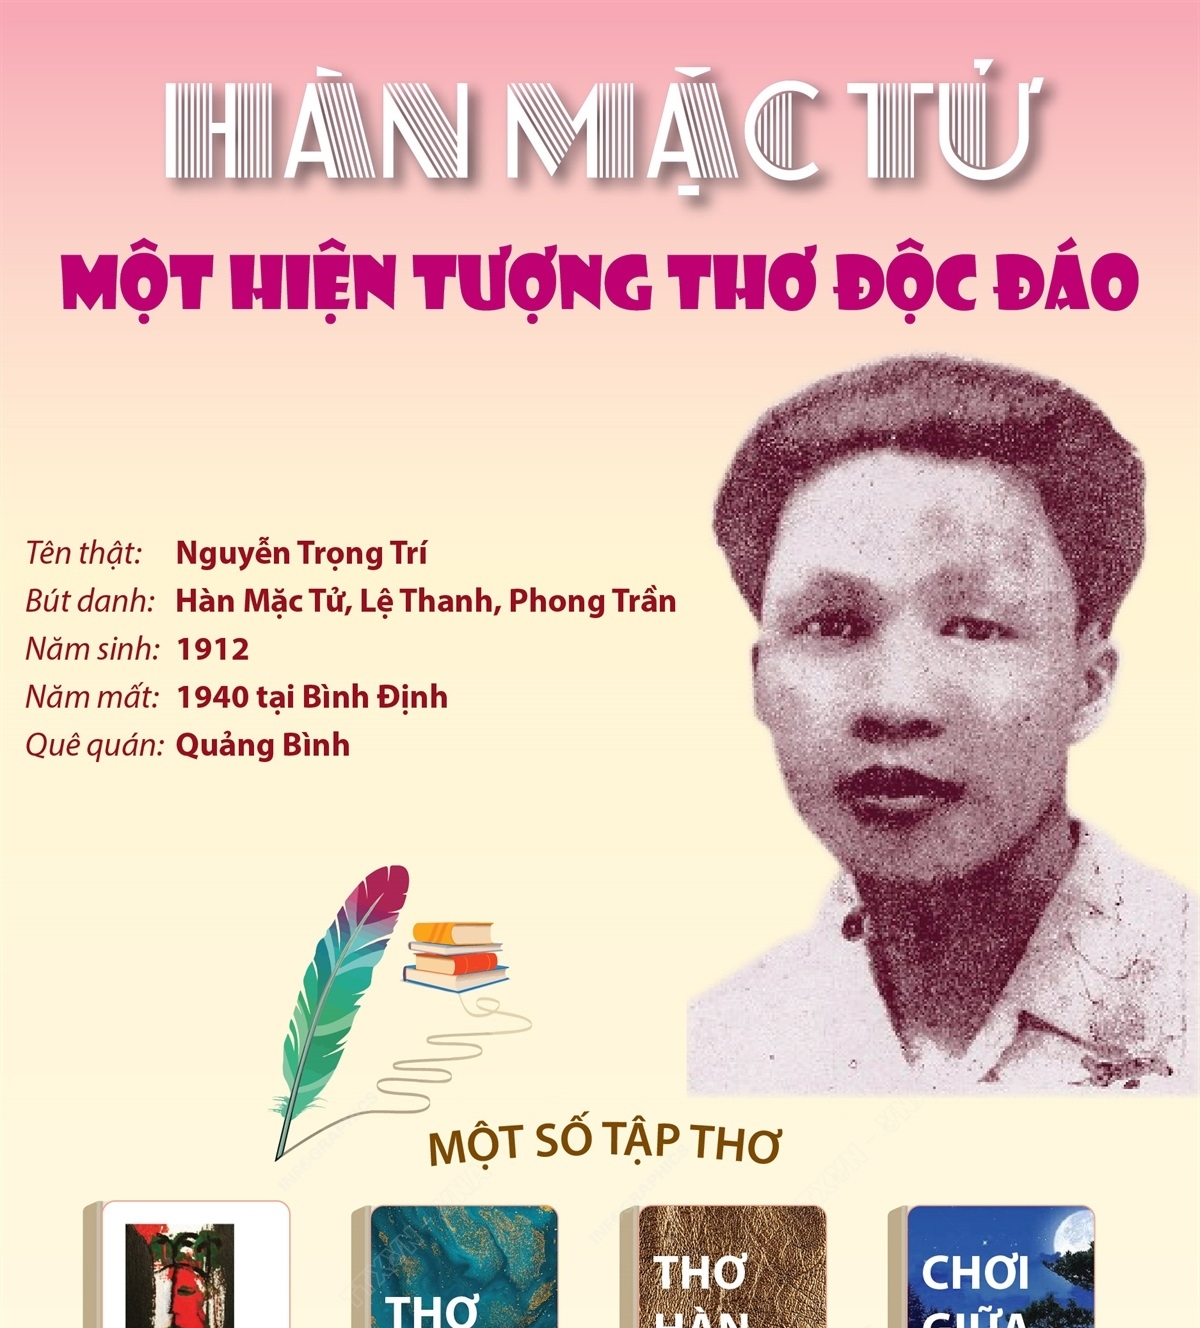 HÀN MẶC TỬ
MỘT HIỆN TƯỢNG THƠ ĐỘC ĐÁO
Tên thật: Nguyễn Trọng Trí
Bút danh: Hàn Mặc Tử, Lệ Thanh, Phong Trần
Năm sinh: 1912
Năm mất: 1940 tại Bình Định
Quê quán: Quảng Bình
MỘT SỐ TẬP THƠ
THƠ
THƠ
HÀN
CHƠI
GIỮA